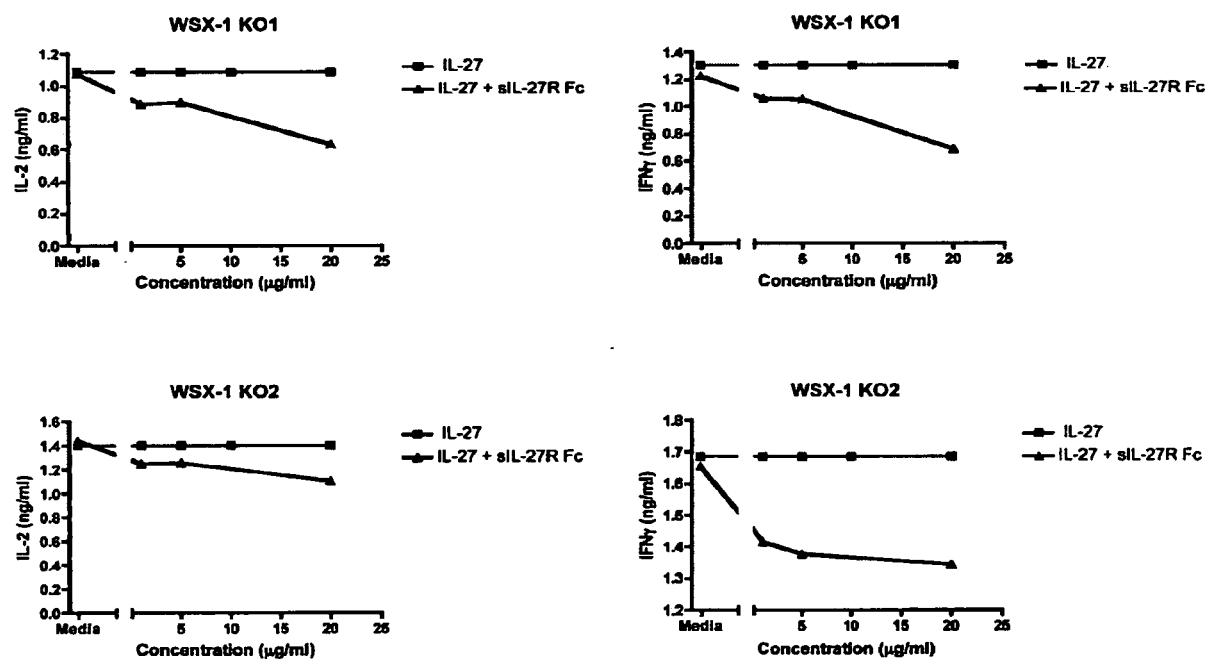 WSX-1 KO1
1.2
1.0
0.8
0.6
0.4
0.2
0.0
IL-2 (ng/ml)
Media 5 10 15 20 25
Concentration (μg/ml)
IL-27
IL-27 + sIL-27R Fc
WSX-1 KO1
1.4
1.2
1.0
0.8
0.6
0.4
0.2
0.0
IFNγ (ng/ml)
Media 5 10 15 20 25
Concentration (μg/ml)
IL-27
IL-27 + sIL-27R Fc
WSX-1 KO2
1.6
1.4
1.2
1.0
0.8
0.6
0.4
0.2
0.0
IL-2 (ng/ml)
Media 5 10 15 20 25
Concentration (μg/ml)
IL-27
IL-27 + sIL-27R Fc
WSX-1 KO2
1.8
1.7
1.6
1.5
1.4
1.3
1.2
IFNγ (ng/ml)
Media 5 10 15 20 25
Concentration (μg/ml)
IL-27
IL-27 + sIL-27R Fc